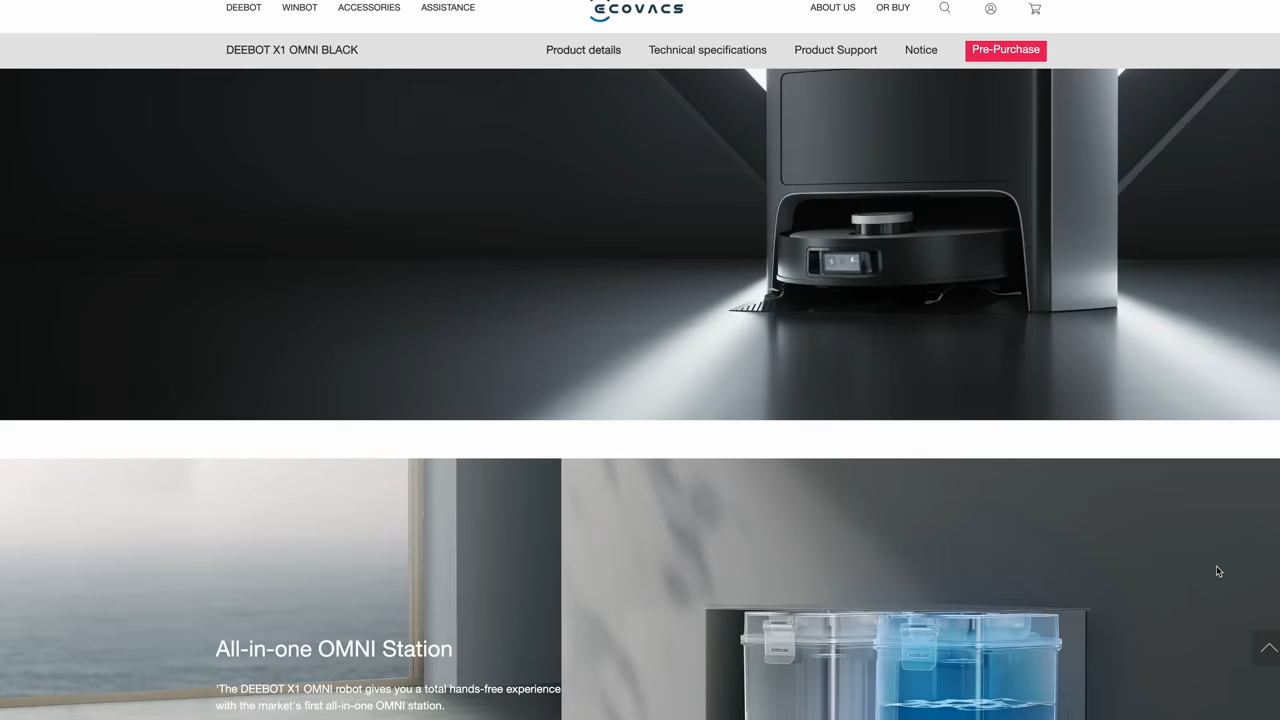 DEEBOT WINBOT ACCESSORIES ASSISTANCE ECOVACS ABOUT US OR BUY
DEEBOT X1 OMNI BLACK Product details Technical specifications Product Support Notice Pre-Purchase
All-in-one OMNI Station
'The DEEBOT X1 OMNI robot gives you a total hands-free experience
with the market's first all-in-one OMNI station.